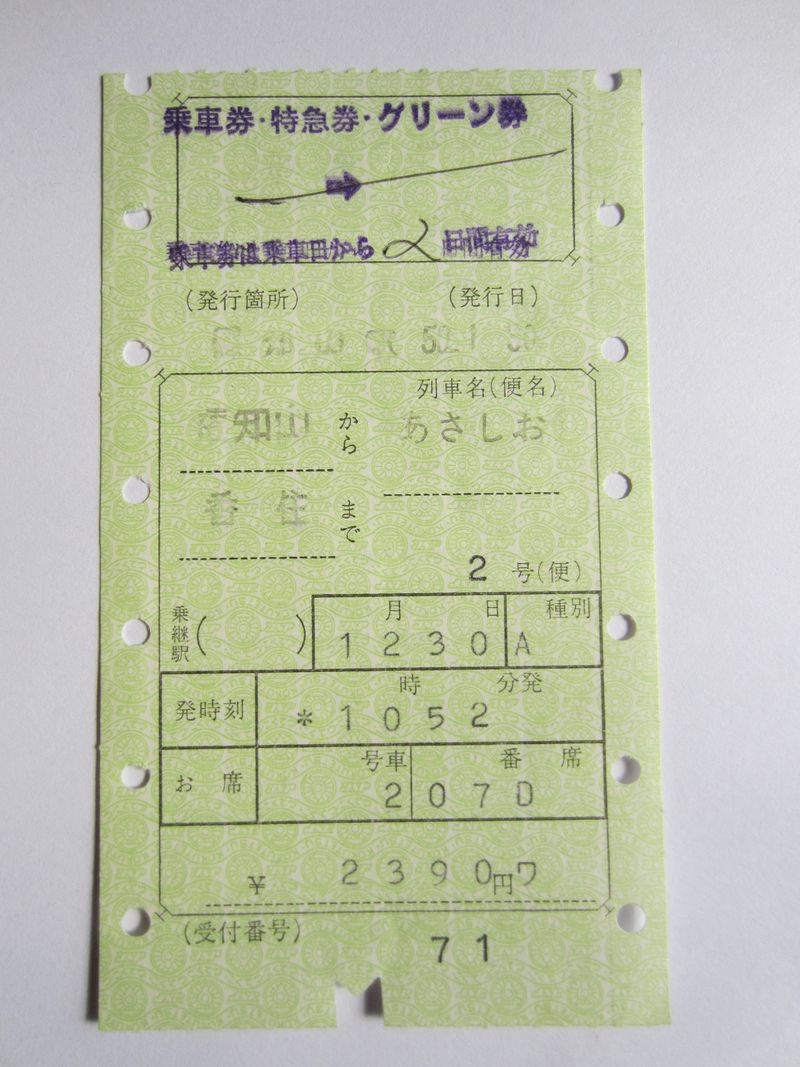 乗車券・特急券・グリーン券
➡
乗車券は乗車日から 2 日間有効
(発行箇所) (発行日)
列車名(便名)
知山 から あさしお
香住 まで
2 号(便)
乗継駅( ) 月 日 種別
1230 A
時 分発
発時刻 *1052
号車 番 席
お 席 2 07D
¥ 2390円ワ
(受付番号)
71